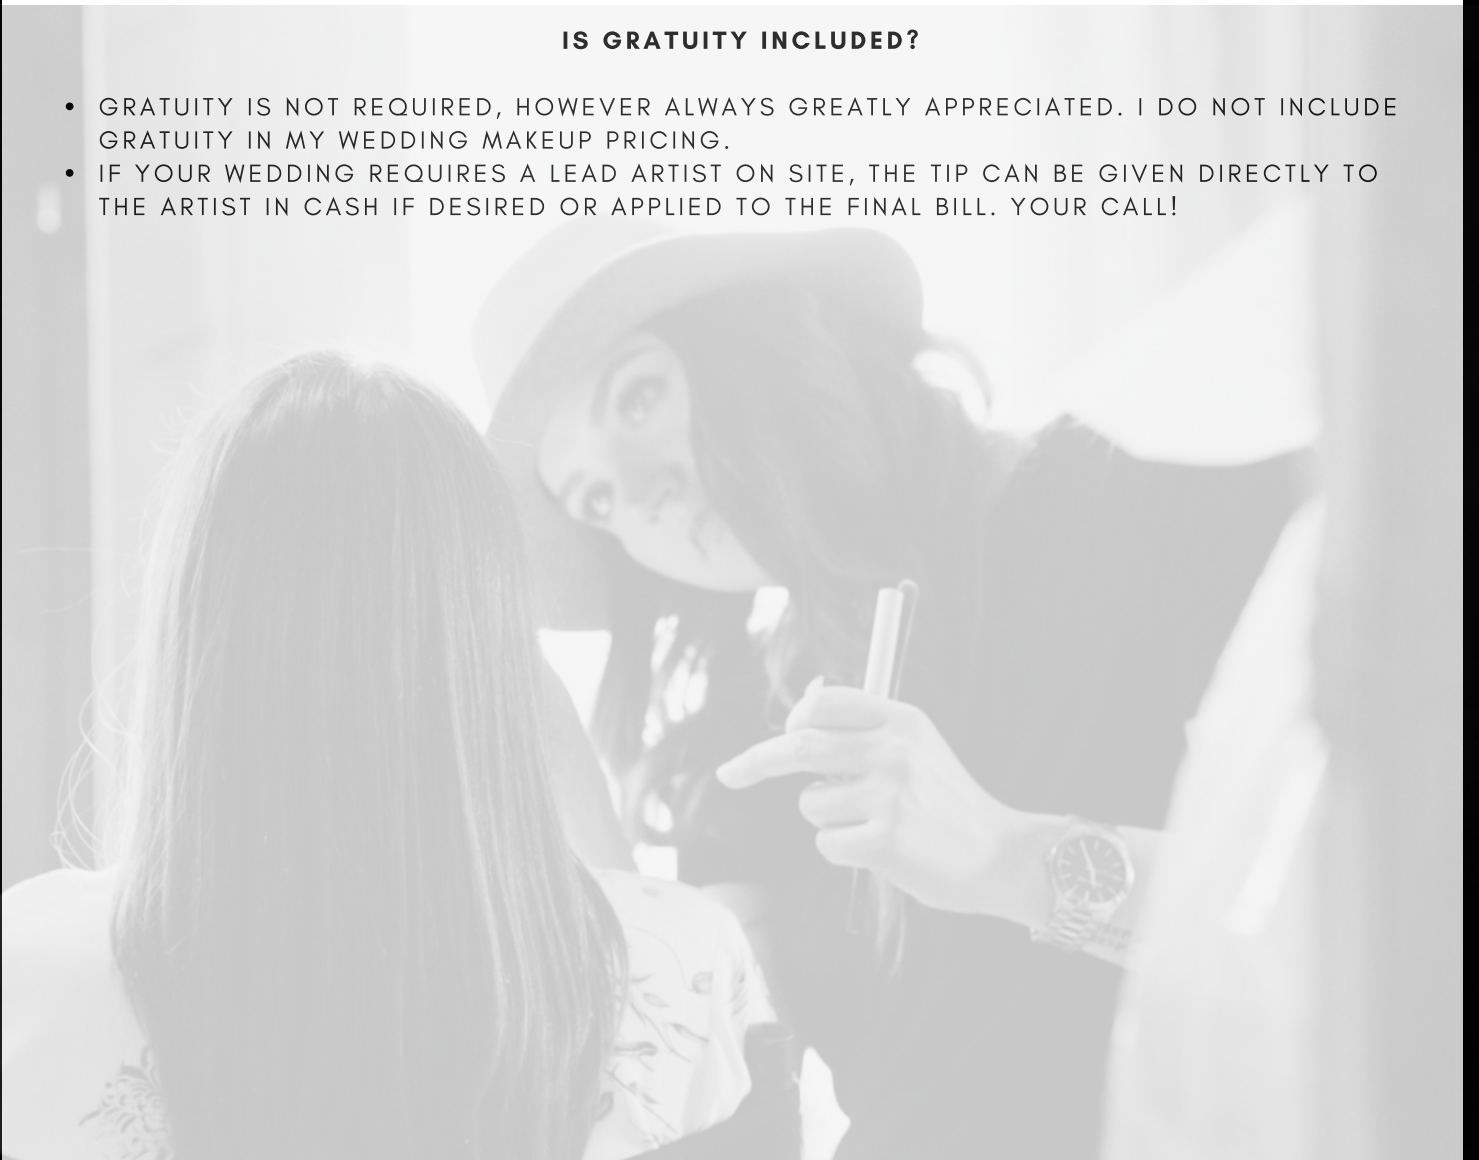 IS GRATUITY INCLUDED?
• GRATUITY IS NOT REQUIRED, HOWEVER ALWAYS GREATLY APPRECIATED. I DO NOT INCLUDE
GRATUITY IN MY WEDDING MAKEUP PRICING.
• IF YOUR WEDDING REQUIRES A LEAD ARTIST ON SITE, THE TIP CAN BE GIVEN DIRECTLY TO
THE ARTIST IN CASH IF DESIRED OR APPLIED TO THE FINAL BILL. YOUR CALL!